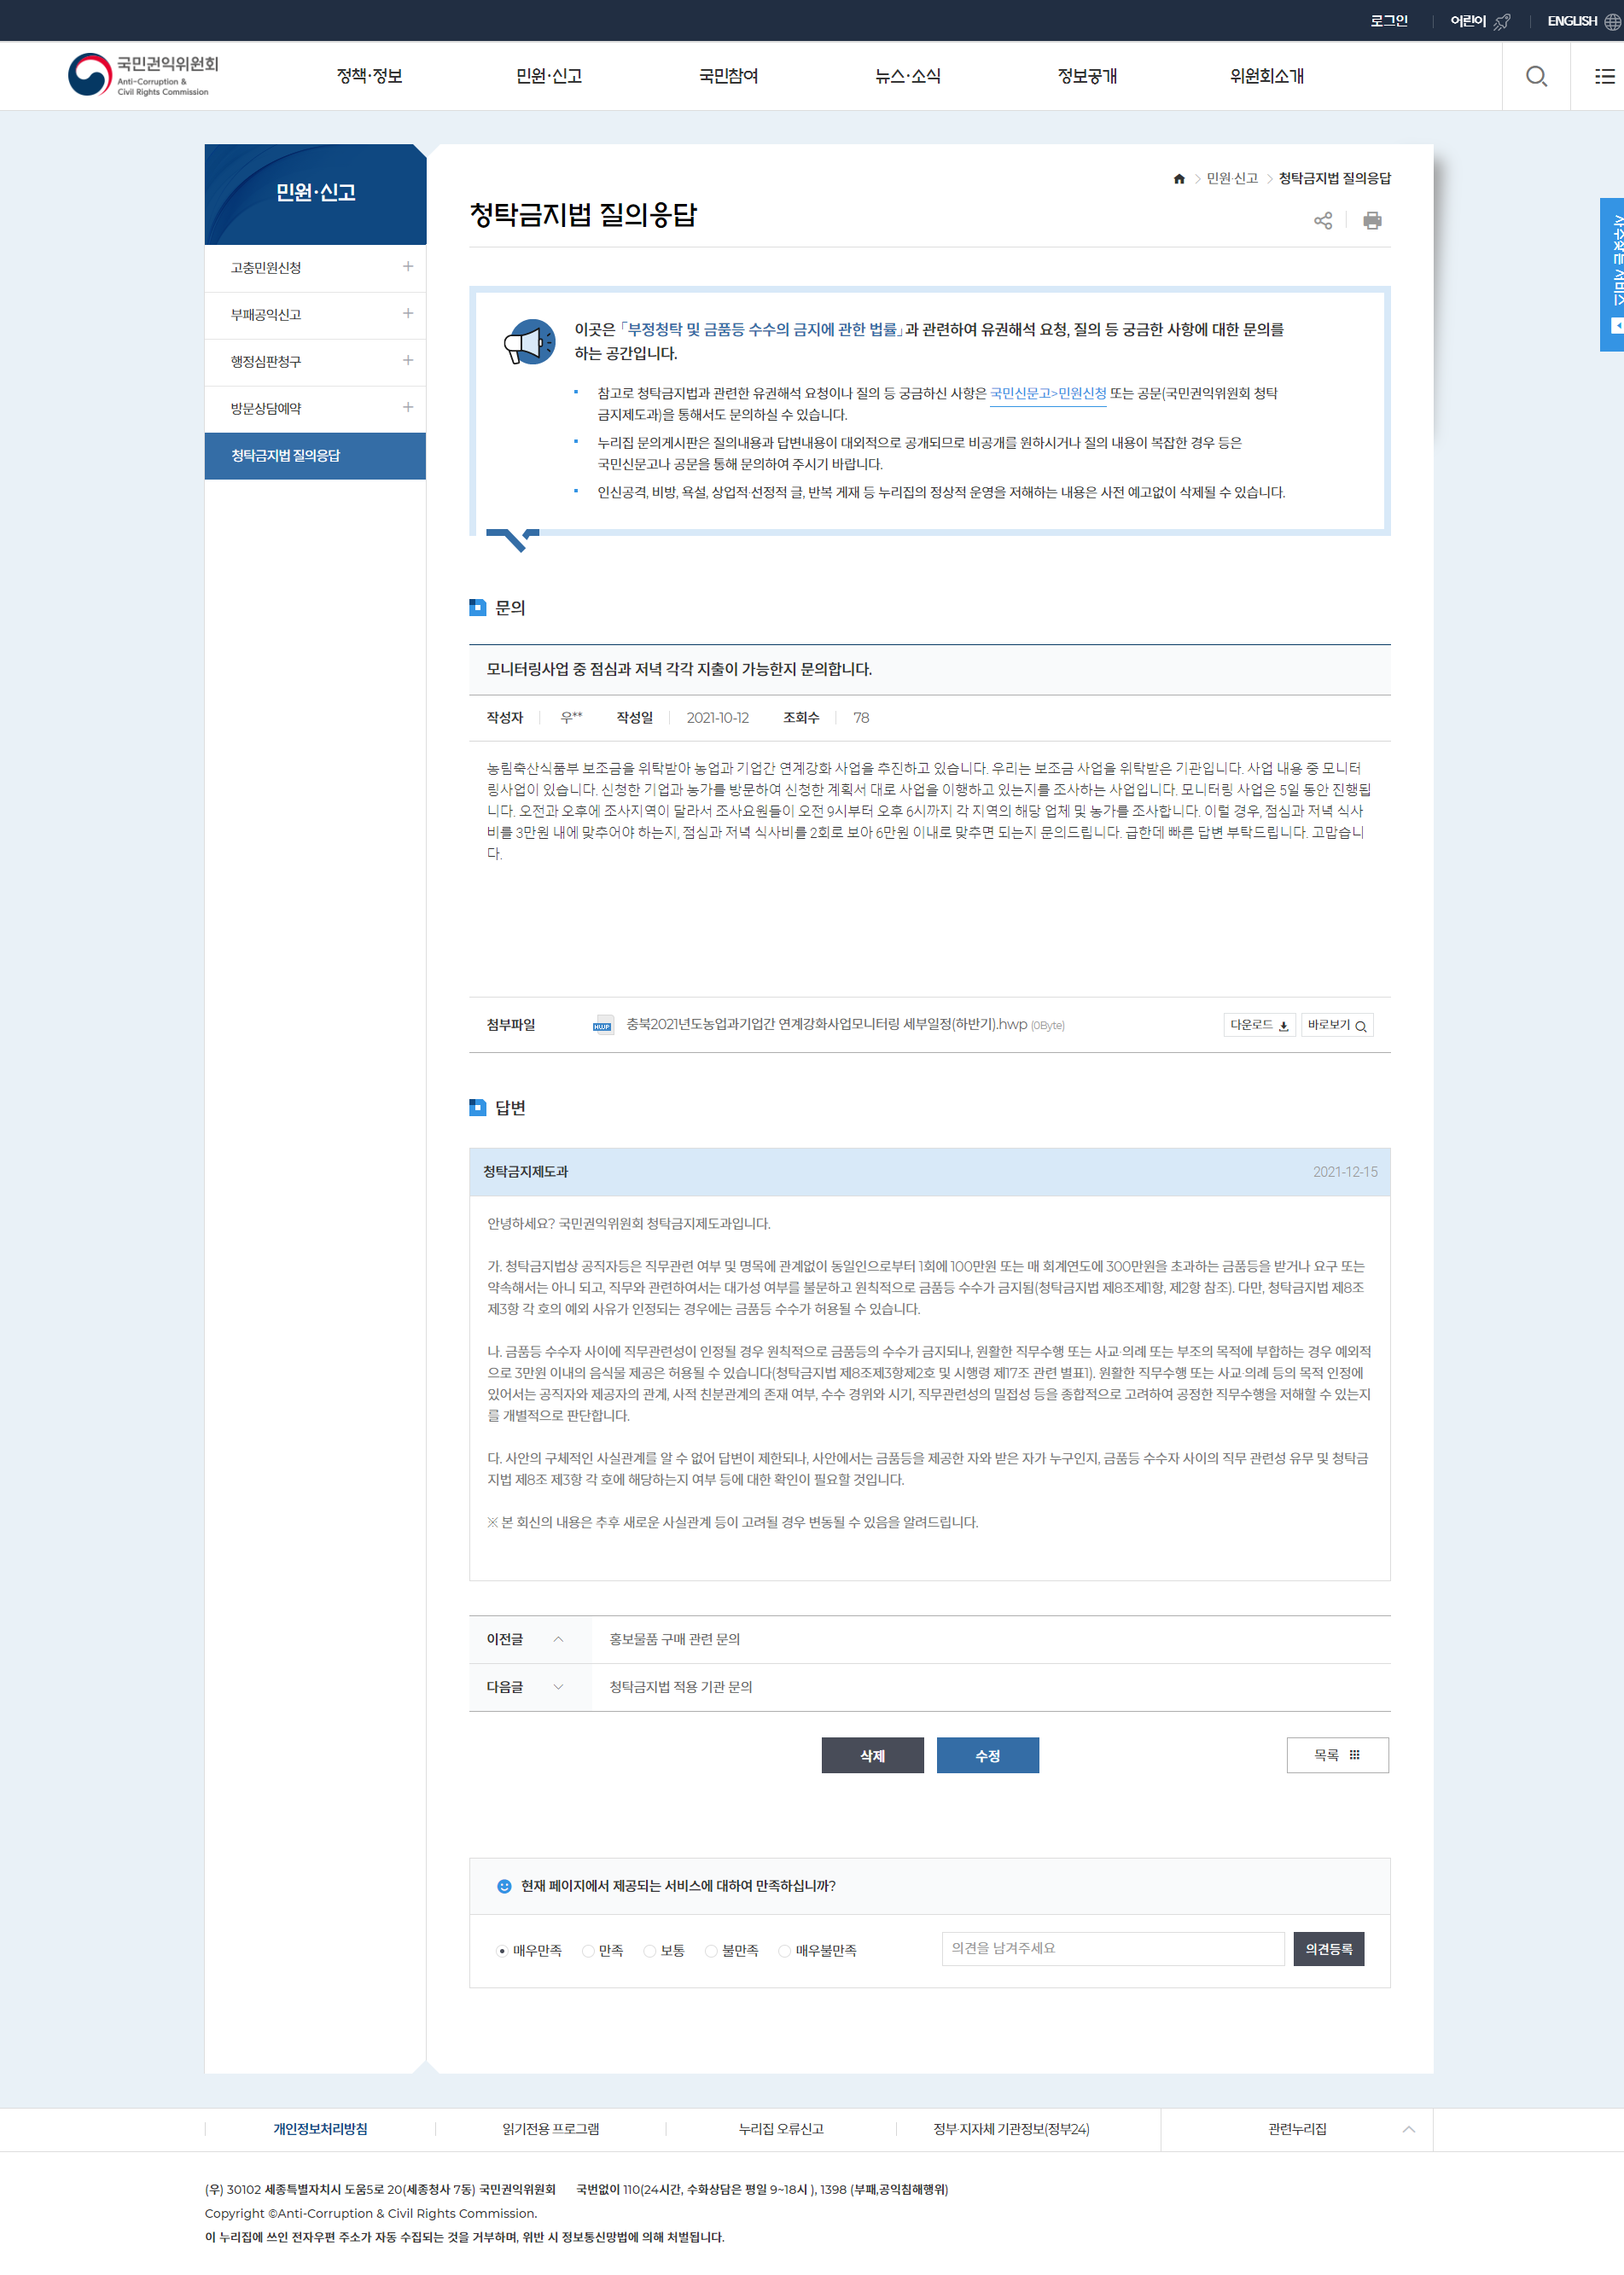 로그인
어린이
ENGLISH
국민권익위원회
Anti-Corruption &
Civil Rights Commission
정책·정보
민원·신고
국민참여
뉴스·소식
정보공개
위원회소개
민원·신고
고충민원신청
부패공익신고
행정심판청구
방문상담예약
청탁금지법 질의응답
민원·신고
청탁금지법 질의응답
청탁금지법 질의응답
자주찾는 서비스
이곳은 「부정청탁 및 금품등 수수의 금지에 관한 법률」과 관련하여 유권해석 요청, 질의 등 궁금한 사항에 대한 문의를
하는 공간입니다.
참고로 청탁금지법과 관련한 유권해석 요청이나 질의 등 궁금하신 사항은 국민신문고>민원신청 또는 공문(국민권익위원회 청탁
금지제도과)을 통해서도 문의하실 수 있습니다.
누리집 문의게시판은 질의내용과 답변내용이 대외적으로 공개되므로 비공개를 원하시거나 질의 내용이 복잡한 경우 등은
국민신문고나 공문을 통해 문의하여 주시기 바랍니다.
인신공격, 비방, 욕설, 상업적·선정적 글, 반복 게재 등 누리집의 정상적 운영을 저해하는 내용은 사전 예고없이 삭제될 수 있습니다.
문의
모니터링사업 중 점심과 저녁 각각 지출이 가능한지 문의합니다.
작성자 우** 작성일 2021-10-12 조회수 78
농림축산식품부 보조금을 위탁받아 농업과 기업간 연계강화 사업을 추진하고 있습니다. 우리는 보조금 사업을 위탁받은 기관입니다. 사업 내용 중 모니터
링사업이 있습니다. 신청한 기업과 농가를 방문하여 신청한 계획서 대로 사업을 이행하고 있는지를 조사하는 사업입니다. 모니터링 사업은 5일 동안 진행됩
니다. 오전과 오후에 조사지역이 달라서 조사요원들이 오전 9시부터 오후 6시까지 각 지역의 해당 업체 및 농가를 조사합니다. 이럴 경우, 점심과 저녁 식사
비를 3만원 내에 맞추어야 하는지, 점심과 저녁 식사비를 2회로 보아 6만원 이내로 맞추면 되는지 문의드립니다. 급한데 빠른 답변 부탁드립니다. 고맙습니
다.
첨부파일
HWP
충북2021년도농업과기업간 연계강화사업모니터링 세부일정(하반기).hwp (0Byte)
다운로드
바로보기
답변
청탁금지제도과
2021-12-15
안녕하세요? 국민권익위원회 청탁금지제도과입니다.
가. 청탁금지법상 공직자등은 직무관련 여부 및 명목에 관계없이 동일인으로부터 1회에 100만원 또는 매 회계연도에 300만원을 초과하는 금품등을 받거나 요구 또는
약속해서는 아니 되고, 직무와 관련하여서는 대가성 여부를 불문하고 원칙적으로 금품등 수수가 금지됨(청탁금지법 제8조제1항, 제2항 참조). 다만, 청탁금지법 제8조
제3항 각 호의 예외 사유가 인정되는 경우에는 금품등 수수가 허용될 수 있습니다.
나. 금품등 수수자 사이에 직무관련성이 인정될 경우 원칙적으로 금품등의 수수가 금지되나, 원활한 직무수행 또는 사교·의례 또는 부조의 목적에 부합하는 경우 예외적
으로 3만원 이내의 음식물 제공은 허용될 수 있습니다(청탁금지법 제8조제3항제2호 및 시행령 제17조 관련 별표1). 원활한 직무수행 또는 사교·의례 등의 목적 인정에
있어서는 공직자와 제공자의 관계, 사적 친분관계의 존재 여부, 수수 경위와 시기, 직무관련성의 밀접성 등을 종합적으로 고려하여 공정한 직무수행을 저해할 수 있는지
를 개별적으로 판단합니다.
다. 사안의 구체적인 사실관계를 알 수 없어 답변이 제한되나, 사안에서는 금품등을 제공한 자와 받은 자가 누구인지, 금품등 수수자 사이의 직무 관련성 유무 및 청탁금
지법 제8조 제3항 각 호에 해당하는지 여부 등에 대한 확인이 필요할 것입니다.
※ 본 회신의 내용은 추후 새로운 사실관계 등이 고려될 경우 변동될 수 있음을 알려드립니다.
이전글 홍보물품 구매 관련 문의
다음글 청탁금지법 적용 기관 문의
삭제
수정
목록
현재 페이지에서 제공되는 서비스에 대하여 만족하십니까?
매우만족 만족 보통 불만족 매우불만족
의견을 남겨주세요
의견등록
개인정보처리방침
읽기전용 프로그램
누리집 오류신고
정부·지자체 기관정보(정부24)
관련누리집
(우) 30102 세종특별자치시 도움5로 20(세종청사 7동) 국민권익위원회 국번없이 110(24시간, 수화상담은 평일 9~18시 ), 1398 (부패,공익침해행위)
Copyright ©Anti-Corruption & Civil Rights Commission.
이 누리집에 쓰인 전자우편 주소가 자동 수집되는 것을 거부하며, 위반 시 정보통신망법에 의해 처벌됩니다.